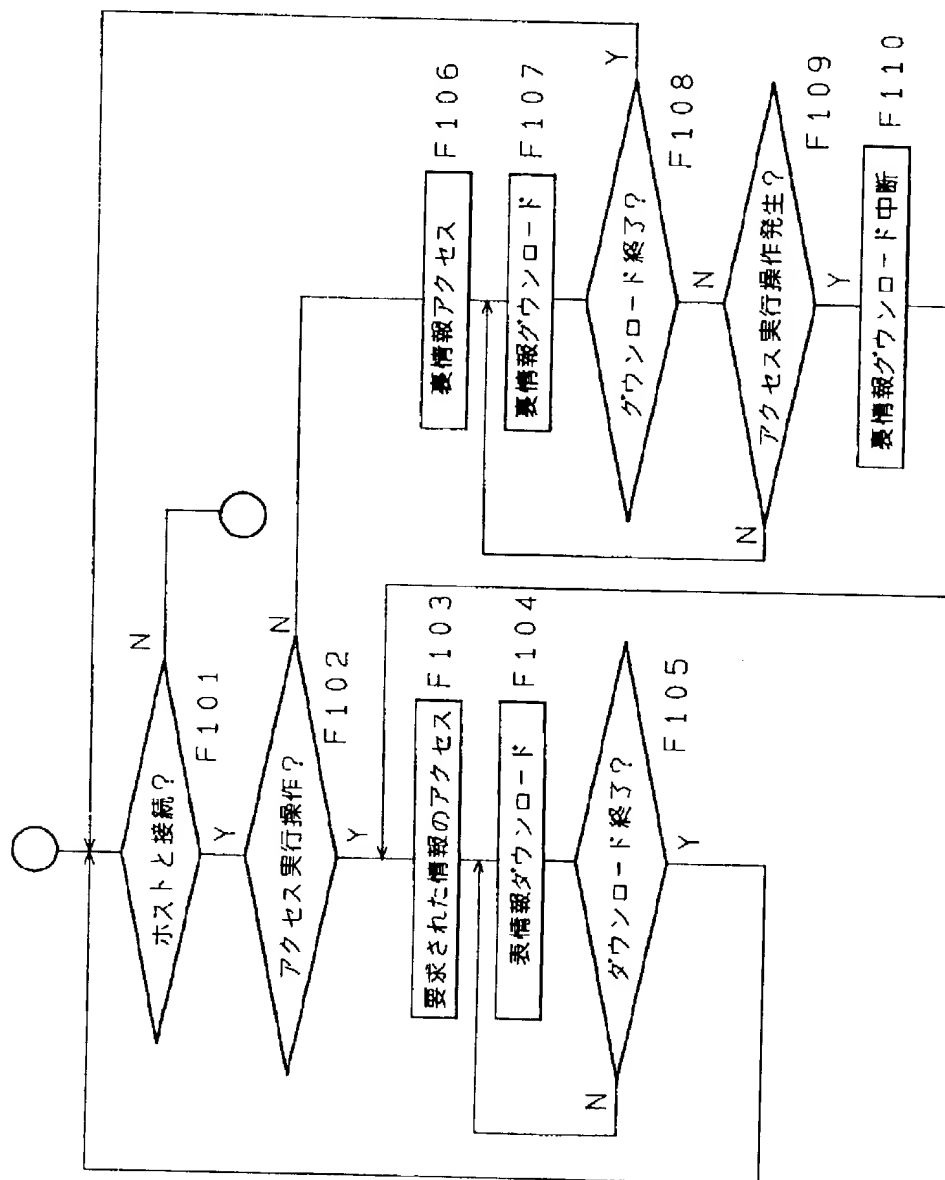 ホストと接続?
N
F101
Y
アクセス実行操作?
N
F102
Y
要求された情報のアクセス
F103
表情報ダウンロード
F104
ダウンロード終了?
F105
N
Y
裏情報アクセス
F106
裏情報ダウンロード
F107
ダウンロード終了?
Y
F108
N
アクセス実行操作発生?
F109
N
Y
裏情報ダウンロード中断
F110